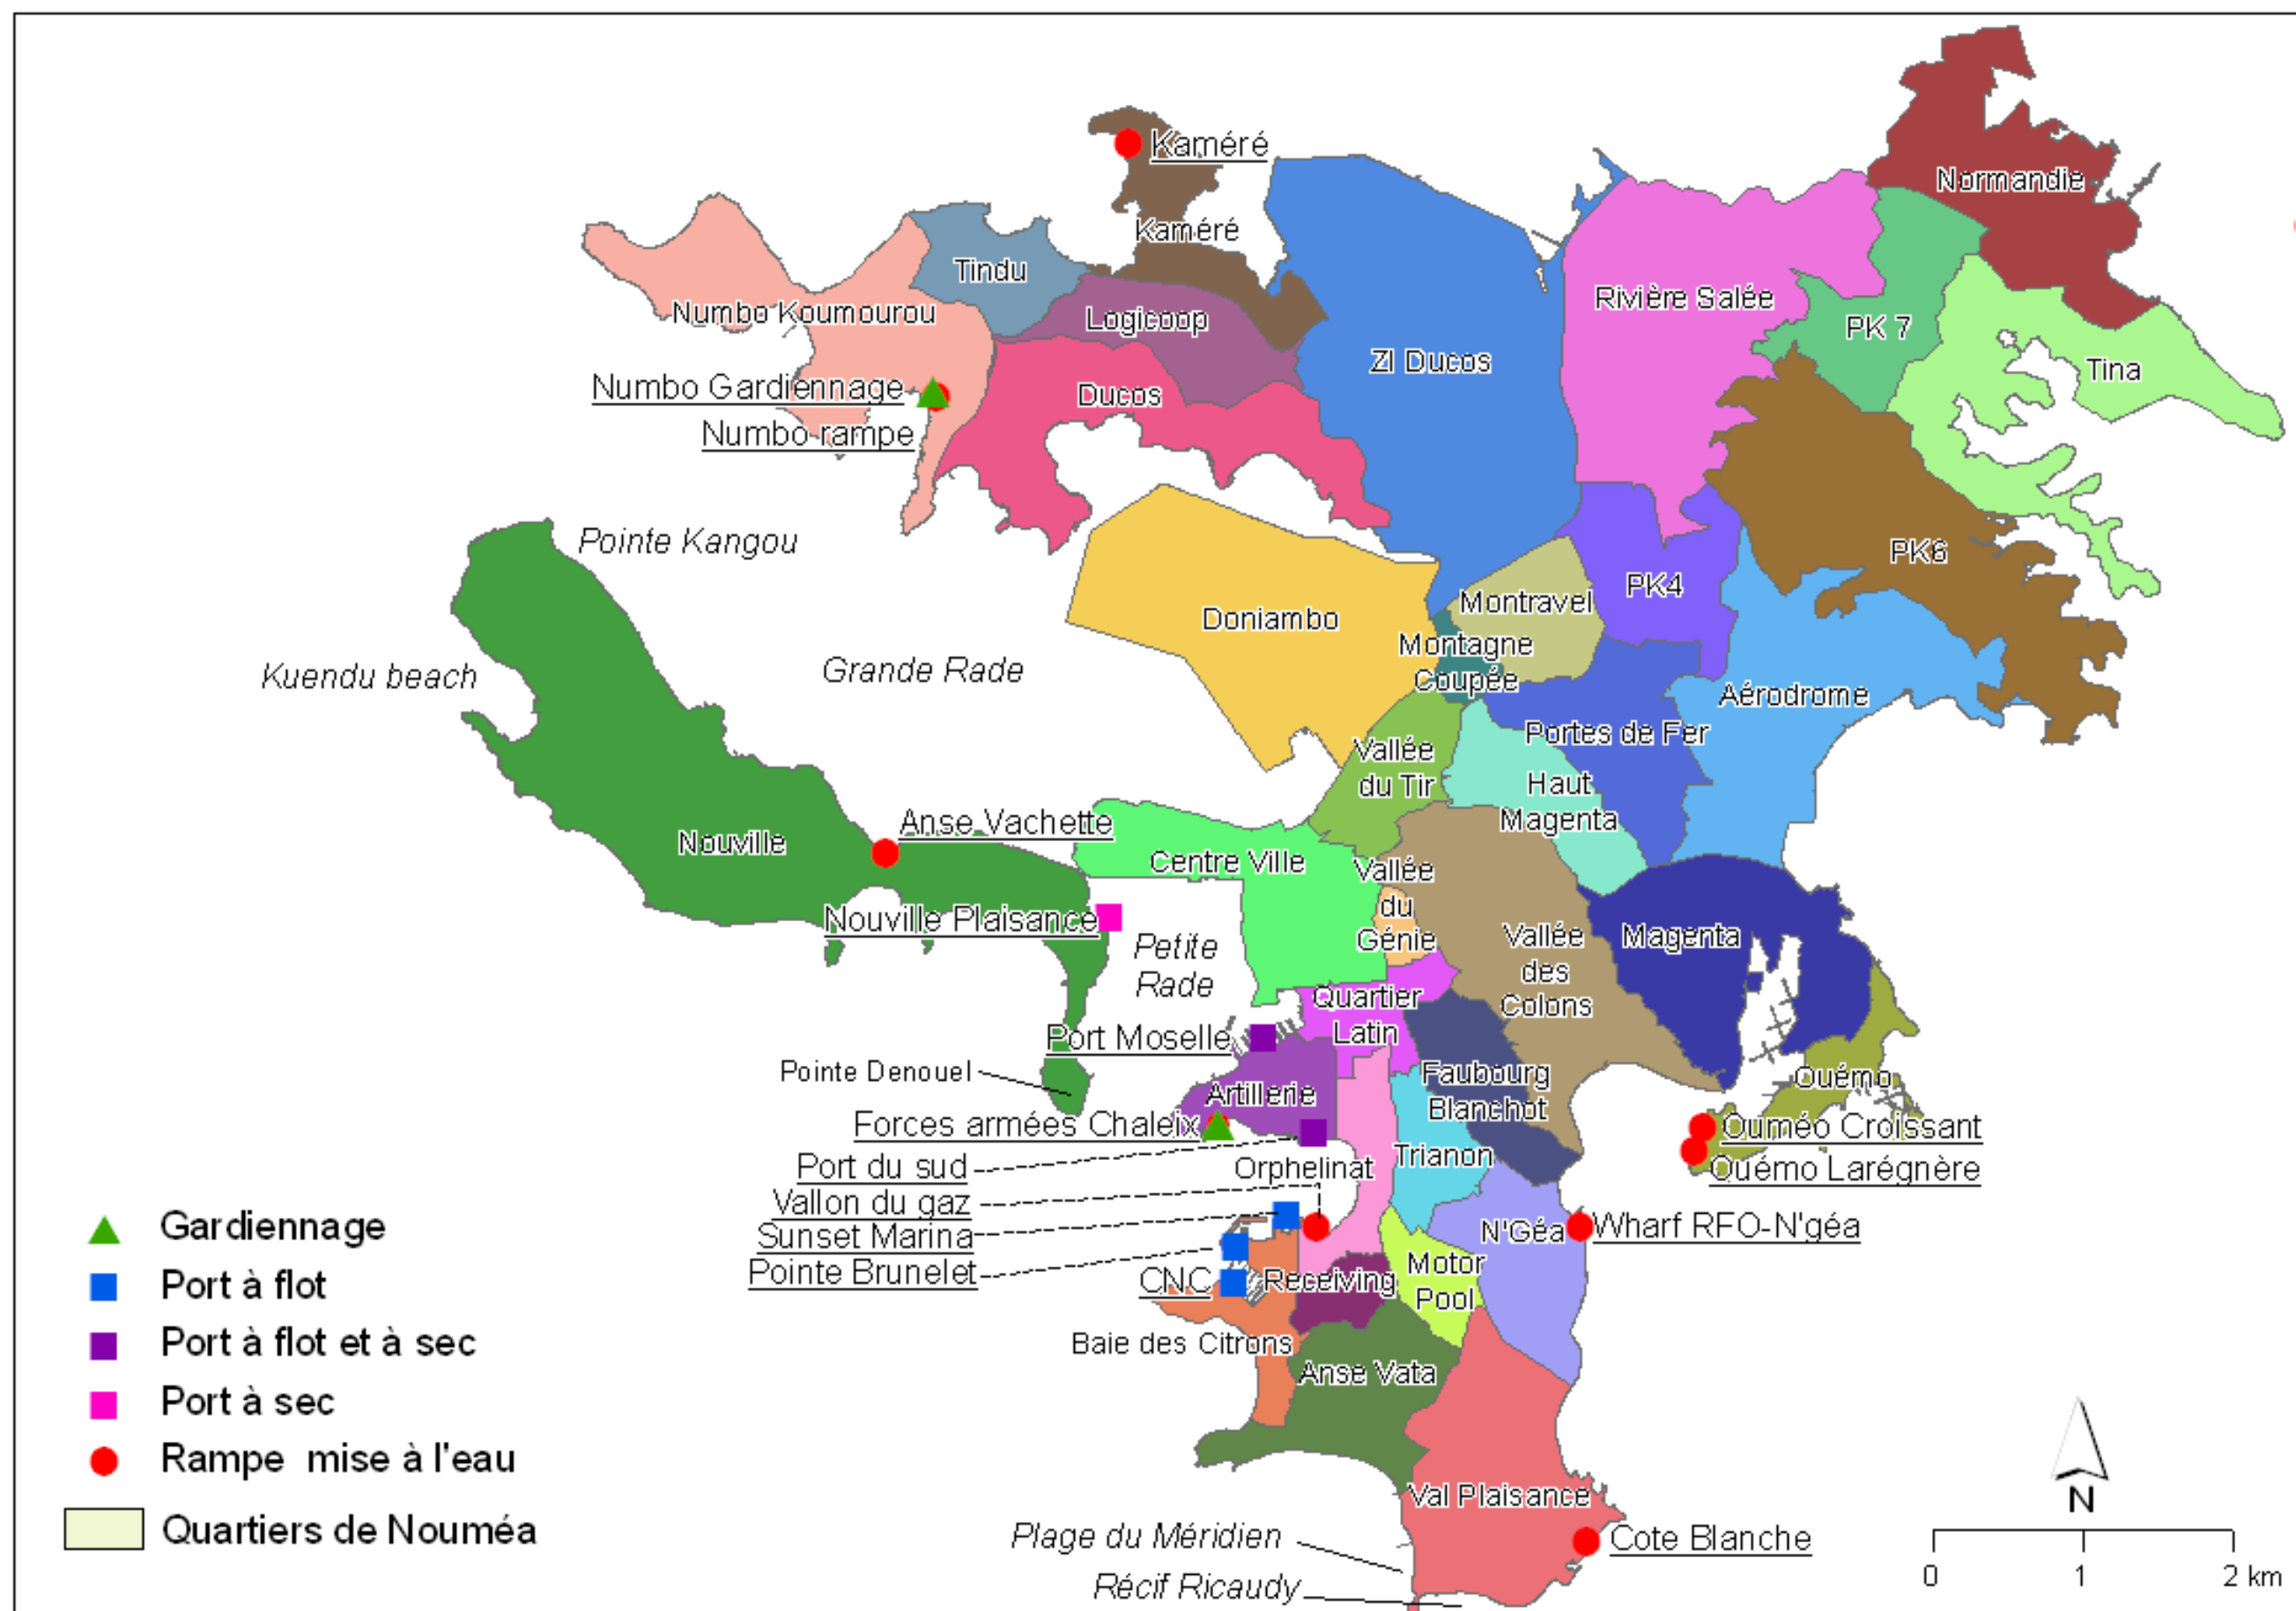 Kaméré
Kaméré
Normandie
Tindu
Numbo Koumourou
Logicoop
Rivière Salée
PK 7
ZI Ducos
Tina
Numbo Gardiennage
Ducos
Numbo rampe
Pointe Kangou
PK6
PK4
Montravel
Doniambo
Montagne
Coupée
Kuendu beach
Grande Rade
Aérodrome
Portes de Fer
Vallée
du Tir
Haut
Magenta
Anse Vachette
Nouville
Centre Ville
Vallée
du
Génie
Nouville Plaisance
Petite
Rade
Vallée
des
Colons
Magenta
Quartier
Latin
Port Moselle
Pointe Denouel
Artillerie
Faubourg
Blanchot
Ouémo
Forces armées Chaleix
Ouméo Croissant
Ouémo Larégnère
Port du sud
Orphelinat
Trianon
Vallon du gaz
Sunset Marina
Pointe Brunelet
CNC
Receiving
Motor
Pool
N'Géa
Wharf RFO-N'géa
Baie des Citrons
Anse Vata
Val Plaisance
Plage du Méridien
Cote Blanche
Récif Ricaudy
Gardiennage
Port à flot
Port à flot et à sec
Port à sec
Rampe mise à l'eau
Quartiers de Nouméa
N
0 1 2 km